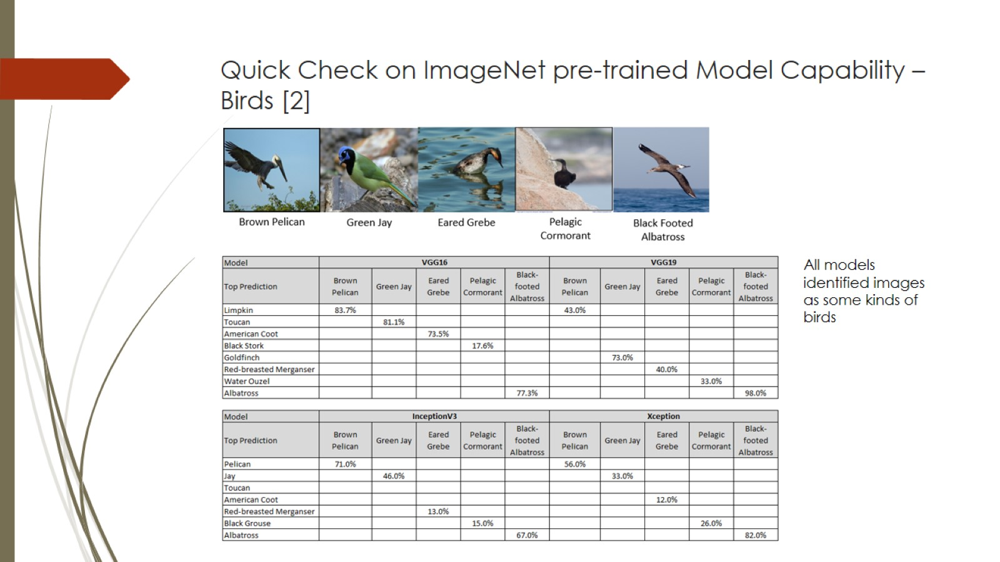 Quick Check on ImageNet pre-trained Model Capability –
Birds [2]
Brown Pelican
Green Jay
Eared Grebe
Pelagic
Cormorant
Black Footed
Albatross
Model VGG16 VGG19
Top Prediction Brown Pelican Green Jay Eared Grebe Pelagic Cormorant Black-footed Albatross Brown Pelican Green Jay Eared Grebe Pelagic Cormorant Black-footed Albatross
Limpkin 83.7% 43.0%
Toucan 81.1%
American Coot 73.5%
Black Stork 17.6%
Goldfinch 73.0%
Red-breasted Merganser 40.0%
Water Ouzel 33.0%
Albatross 77.3% 98.0%
Model InceptionV3 Xception
Top Prediction Brown Pelican Green Jay Eared Grebe Pelagic Cormorant Black-footed Albatross Brown Pelican Green Jay Eared Grebe Pelagic Cormorant Black-footed Albatross
Pelican 71.0% 56.0%
Jay 46.0% 33.0%
Toucan
American Coot 12.0%
Red-breasted Merganser 13.0%
Black Grouse 15.0% 26.0%
Albatross 67.0% 82.0%
All models
identified images
as some kinds of
birds